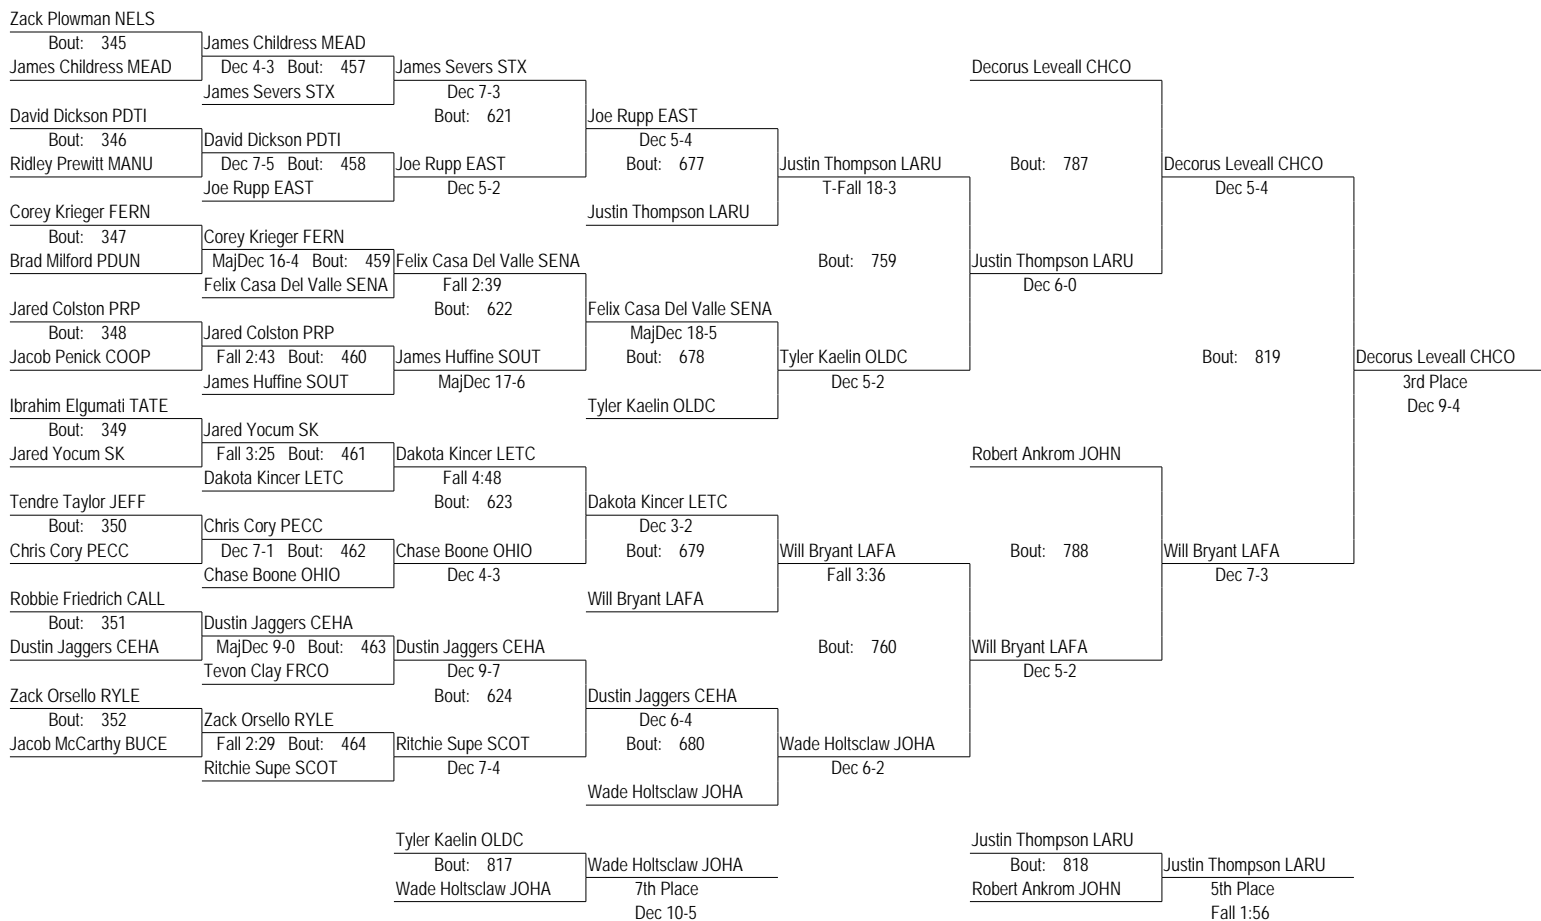 Zack Plowman NELS
Bout: 345 James Childress MEAD
James Childress MEAD Dec 4-3 Bout: 457 James Severs STX Decorus Leveall CHCO
James Severs STX Dec 7-3
David Dickson PDTI Bout: 621 Joe Rupp EAST
Bout: 346 David Dickson PDTI Dec 5-4
Ridley Prewitt MANU Dec 7-5 Bout: 458 Joe Rupp EAST Bout: 677 Justin Thompson LARU Bout: 787 Decorus Leveall CHCO
Joe Rupp EAST Dec 5-2 T-Fall 18-3 Dec 5-4
Corey Krieger FERN Justin Thompson LARU
Bout: 347 Corey Krieger FERN
Brad Milford PDUN MajDec 16-4 Bout: 459 Felix Casa Del Valle SENA Bout: 759 Justin Thompson LARU
Felix Casa Del Valle SENA Fall 2:39 Dec 6-0
Jared Colston PRP Bout: 622 Felix Casa Del Valle SENA
Bout: 348 Jared Colston PRP MajDec 18-5
Jacob Penick COOP Fall 2:43 Bout: 460 James Huffine SOUT Bout: 678 Tyler Kaelin OLDC Bout: 819 Decorus Leveall CHCO
James Huffine SOUT MajDec 17-6 Dec 5-2 3rd Place
Ibrahim Elgumati TATE Tyler Kaelin OLDC Dec 9-4
Bout: 349 Jared Yocum SK
Jared Yocum SK Fall 3:25 Bout: 461 Dakota Kincer LETC Robert Ankrom JOHN
Dakota Kincer LETC Fall 4:48
Tendre Taylor JEFF Bout: 623 Dakota Kincer LETC
Bout: 350 Chris Cory PECC Dec 3-2
Chris Cory PECC Dec 7-1 Bout: 462 Chase Boone OHIO Bout: 679 Will Bryant LAFA Bout: 788 Will Bryant LAFA
Chase Boone OHIO Dec 4-3 Fall 3:36 Dec 7-3
Robbie Friedrich CALL Will Bryant LAFA
Bout: 351 Dustin Jaggers CEHA
Dustin Jaggers CEHA MajDec 9-0 Bout: 463 Dustin Jaggers CEHA Bout: 760 Will Bryant LAFA
Tevon Clay FRCO Dec 9-7 Dec 5-2
Zack Orsello RYLE Bout: 624 Dustin Jaggers CEHA
Bout: 352 Zack Orsello RYLE Dec 6-4
Jacob McCarthy BUCE Fall 2:29 Bout: 464 Ritchie Supe SCOT Bout: 680 Wade Holtsclaw JOHA
Ritchie Supe SCOT Dec 7-4 Dec 6-2
Wade Holtsclaw JOHA
Tyler Kaelin OLDC Justin Thompson LARU
Bout: 817 Wade Holtsclaw JOHA Bout: 818 Justin Thompson LARU
Wade Holtsclaw JOHA 7th Place Robert Ankrom JOHN 5th Place
Dec 10-5 Fall 1:56